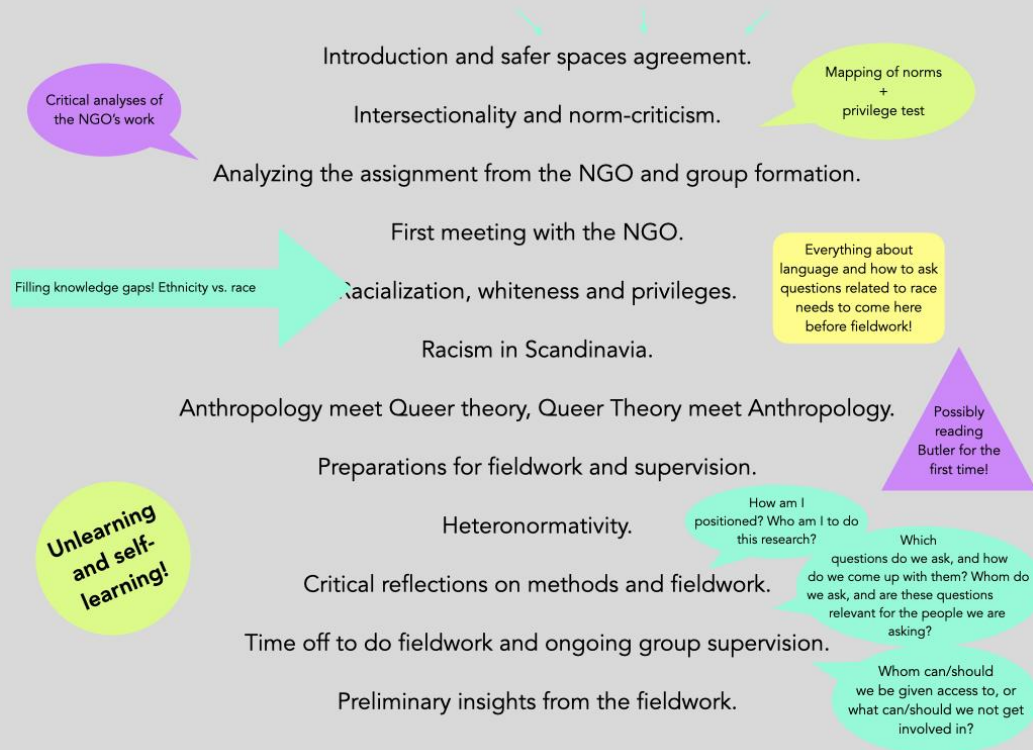 Introduction and safer spaces agreement.
Critical analyses of
the NGO's work
Mapping of norms
+
privilege test
Intersectionality and norm-criticism.
Analyzing the assignment from the NGO and group formation.
First meeting with the NGO.
Filling knowledge gaps! Ethnicity vs. race
Racialization, whiteness and privileges.
Everything about
language and how to ask
questions related to race
needs to come here
before fieldwork!
Racism in Scandinavia.
Anthropology meet Queer theory, Queer Theory meet Anthropology.
Possibly
reading
Butler for the
first time!
Preparations for fieldwork and supervision.
Heteronormativity.
How am I
positioned? Who am I to do
this research?
Unlearning
and self-
learning!
Critical reflections on methods and fieldwork.
Which
questions do we ask, and how
do we come up with them? Whom do
we ask, and are these questions
relevant for the people we are
asking?
Time off to do fieldwork and ongoing group supervision.
Preliminary insights from the fieldwork.
Whom can/should
we be given access to, or
what can/should we not get
involved in?